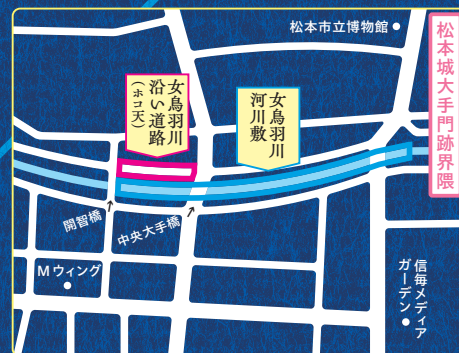 松本市立博物館
松本城大手門跡界隈
女鳥羽川
沿い道路
（ホコ天）
女鳥羽川
河川敷
開智橋
中央大手橋
Mウィング
信毎メディア
ガーデン